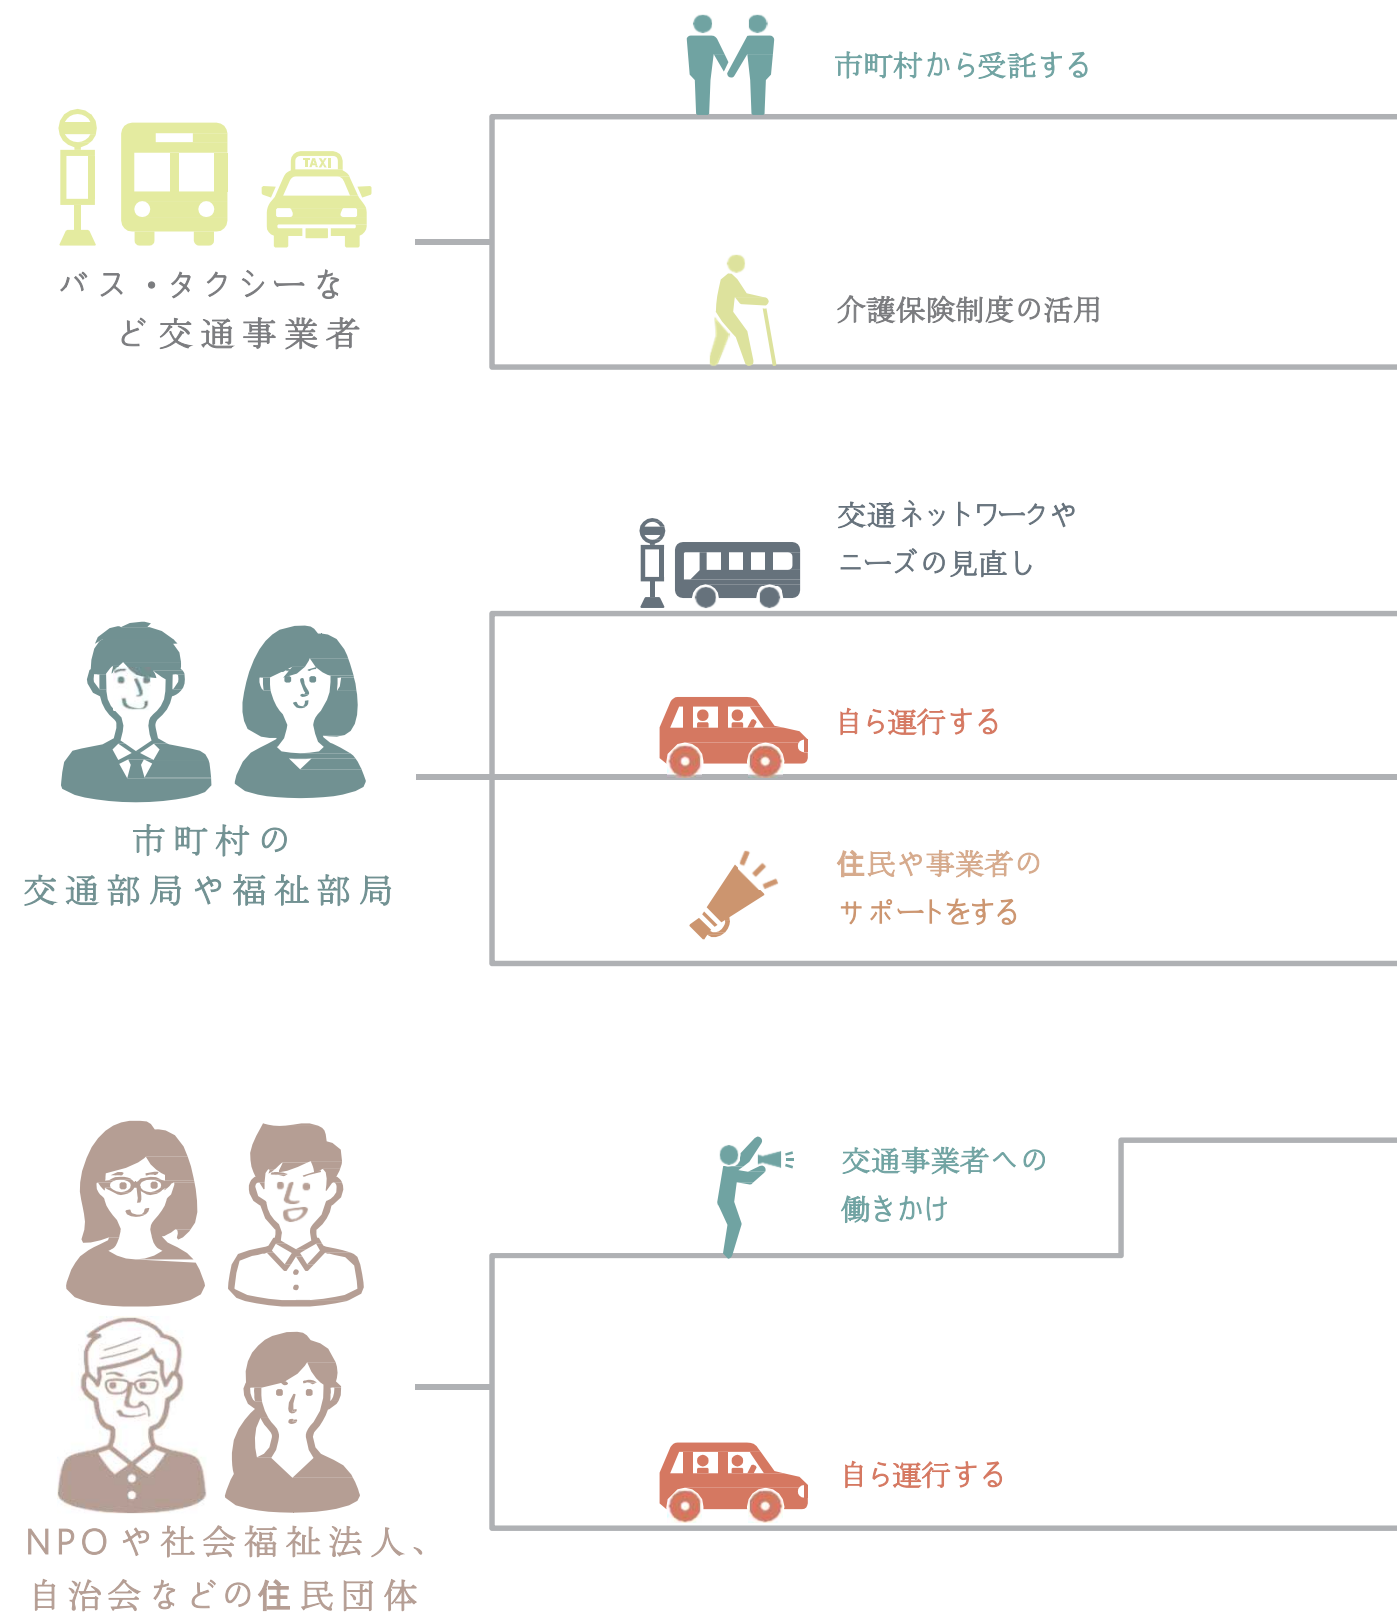 市町村から受託する
TAXI
バス・タクシーな
ど交通事業者
介護保険制度の活用
交通ネットワークや
ニーズの見直し
自ら運行する
市町村の
交通部局や福祉部局
住民や事業者の
サポートをする
交通事業者への
働きかけ
自ら運行する
NPOや社会福祉法人、
自治会などの住民団体